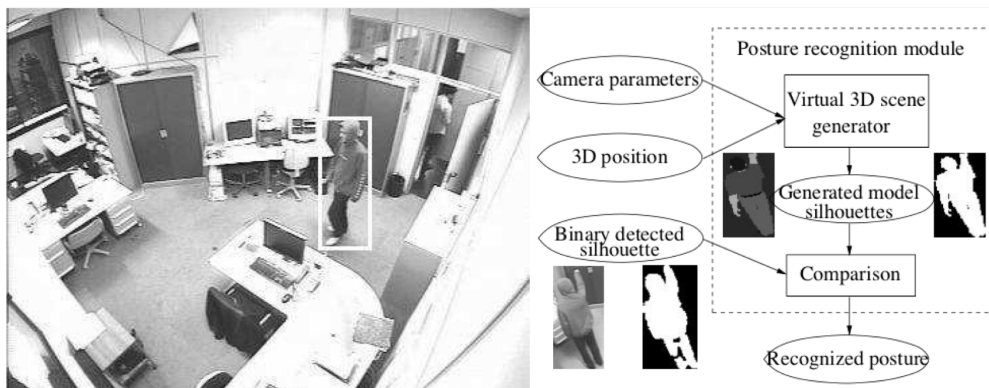 Posture recognition module
Camera parameters
Virtual 3D scene
generator
3D position
Generated model
silhouettes
Binary detected
silhouette
Comparison
Recognized posture